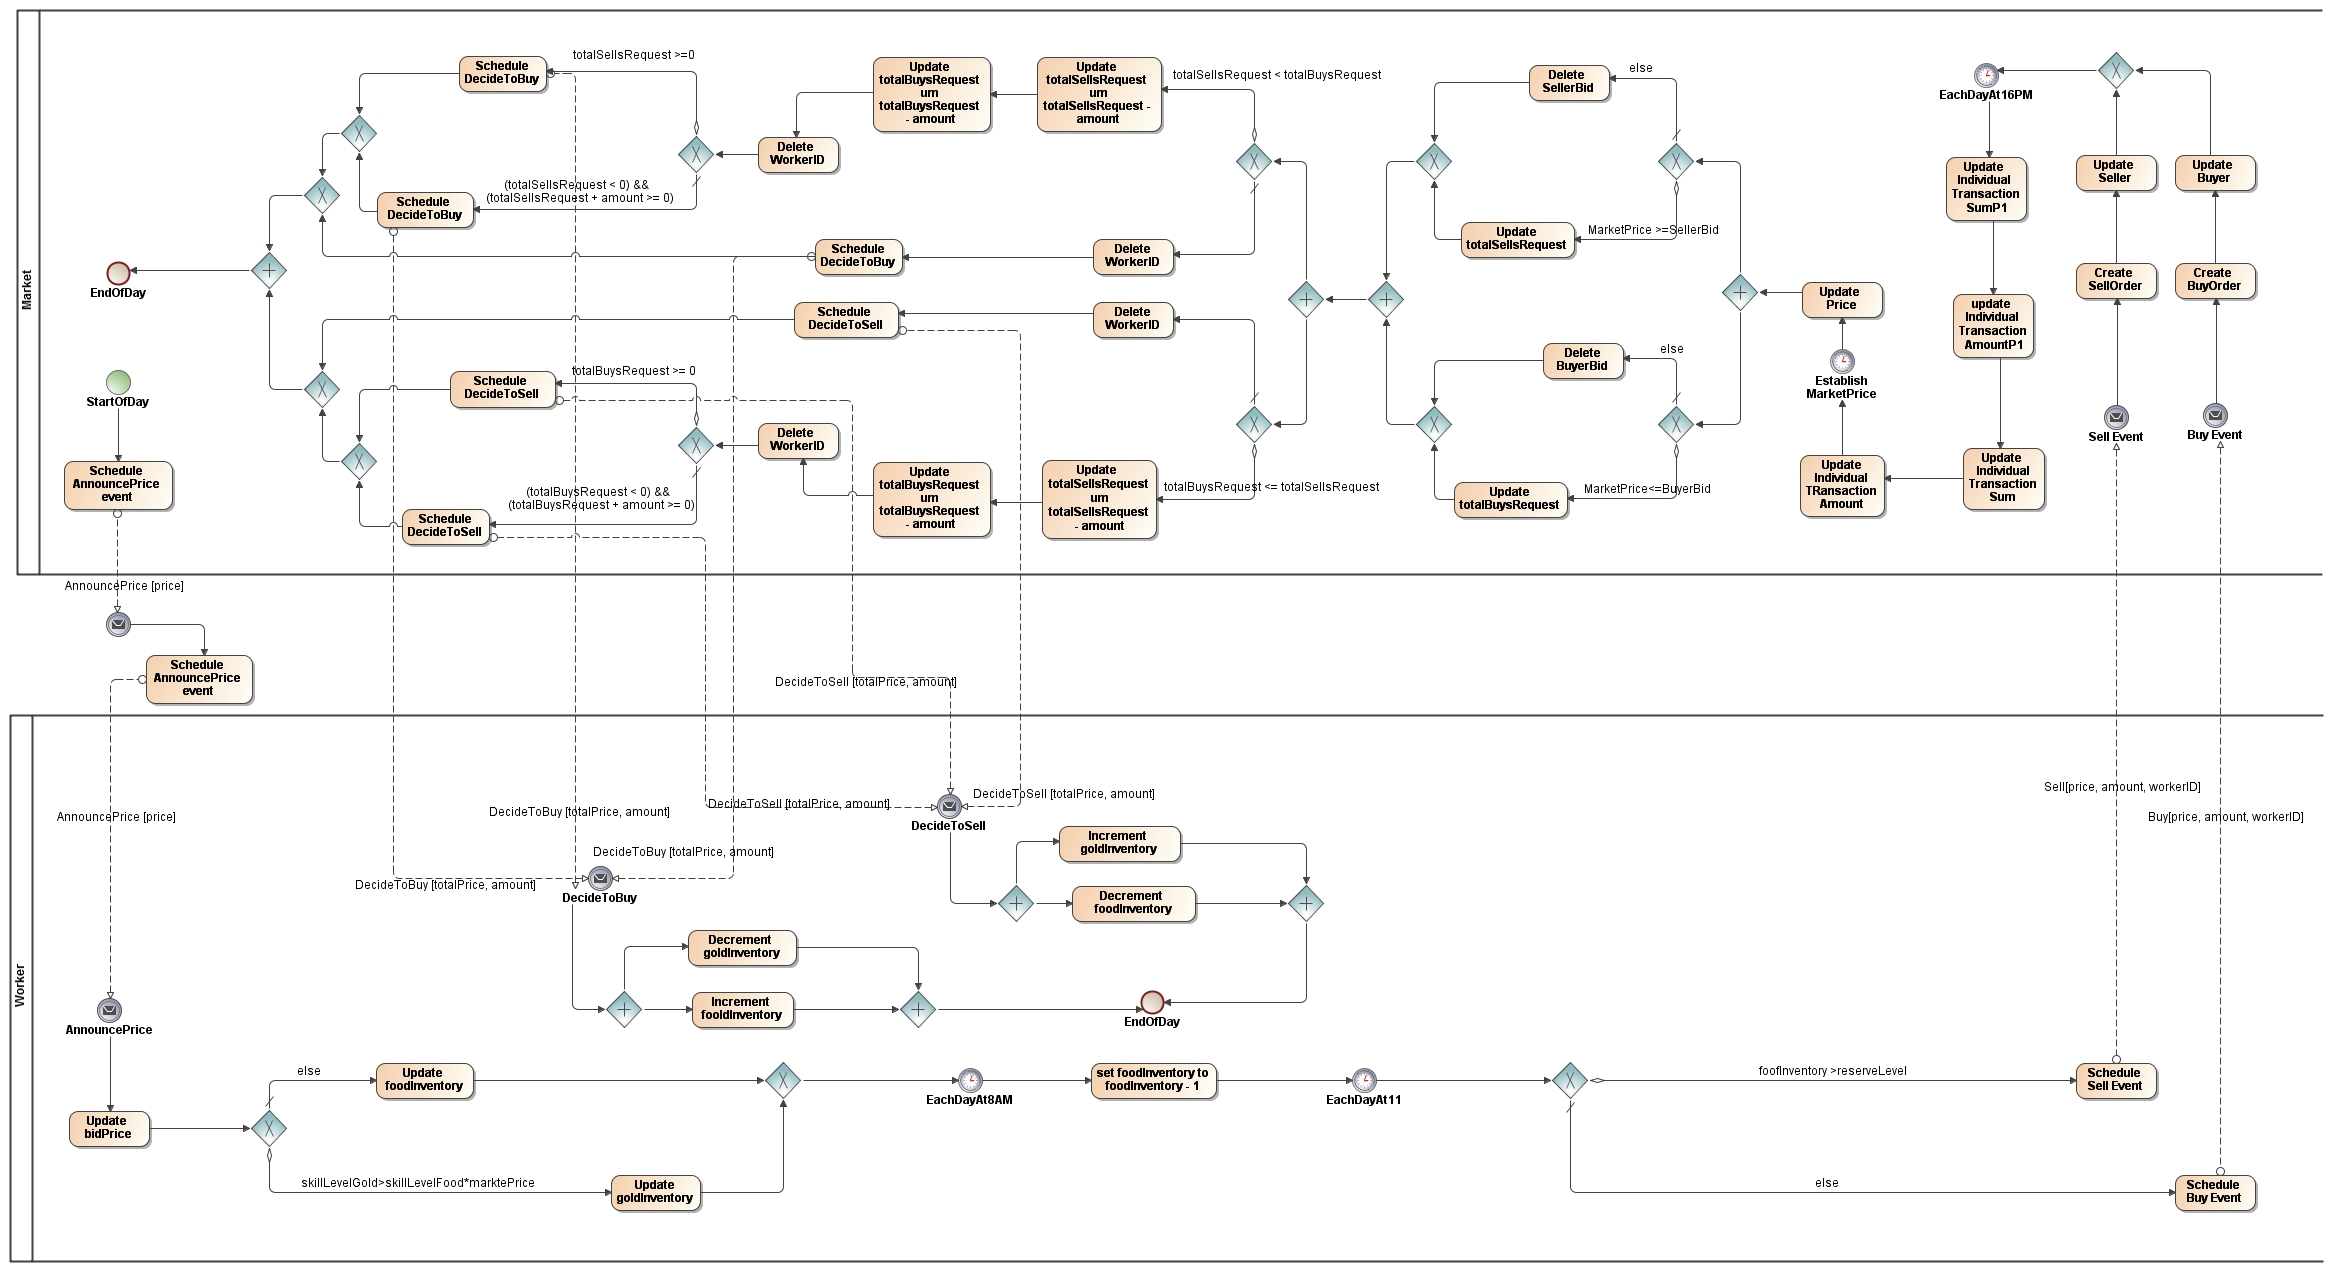 Market
StartOfDay
Schedule
AnnouncePrice
event
EndOfDay
Schedule
DecideToBuy
totalSellsRequest >=0
Schedule
DecideToBuy
(totalSellsRequest < 0) &&
(totalSellsRequest + amount >= 0)
Delete
WorkerID
Update
totalBuysRequest
um
totalBuysRequest
- amount
Update
totalSellsRequest
um
totalSellsRequest -
amount
totalSellsRequest < totalBuysRequest
Schedule
DecideToBuy
Delete
WorkerID
Schedule
DecideToSell
Delete
WorkerID
Schedule
DecideToSell
totalBuysRequest >= 0
Schedule
DecideToSell
(totalBuysRequest < 0) &&
(totalBuysRequest + amount >= 0)
Delete
WorkerID
Update
totalBuysRequest
um
totalBuysRequest
- amount
Update
totalSellsRequest
um
totalSellsRequest
- amount
totalBuysRequest <= totalSellsRequest
Delete
SellerBid
else
Update
totalSellsRequest
MarketPrice >=SellerBid
Delete
BuyerBid
else
Update
totalBuysRequest
MarketPrice<=BuyerBid
Update
Price
Establish
MarketPrice
Update
Individual
TRansaction
Amount
EachDayAt16PM
Update
Individual
Transaction
SumP1
update
Individual
Transaction
AmountP1
Update
Individual
Transaction
Sum
Update
Seller
Update
Buyer
Create
SellOrder
Create
BuyOrder
Sell Event
Buy Event
AnnouncePrice [price]
Schedule
AnnouncePrice
event
DecideToSell [totalPrice, amount]
Worker
AnnouncePrice [price]
DecideToBuy [totalPrice, amount]
DecideToSell [totalPrice, amount]
DecideToSell [totalPrice, amount]
DecideToSell
DecideToBuy [totalPrice, amount]
DecideToBuy [totalPrice, amount]
DecideToBuy
Sell[price, amount, workerID]
Buy[price, amount, workerID]
Increment
goldInventory
Decrement
foodInventory
Decrement
goldInventory
Increment
fooldInventory
EndOfDay
AnnouncePrice
Update
bidPrice
else
Update
foodInventory
skillLevelGold>skillLevelFood*marktePrice
Update
goldInventory
EachDayAt8AM
set foodInventory to
foodInventory - 1
EachDayAt11
foofInventory >reserveLevel
Schedule
Sell Event
else
Schedule
Buy Event